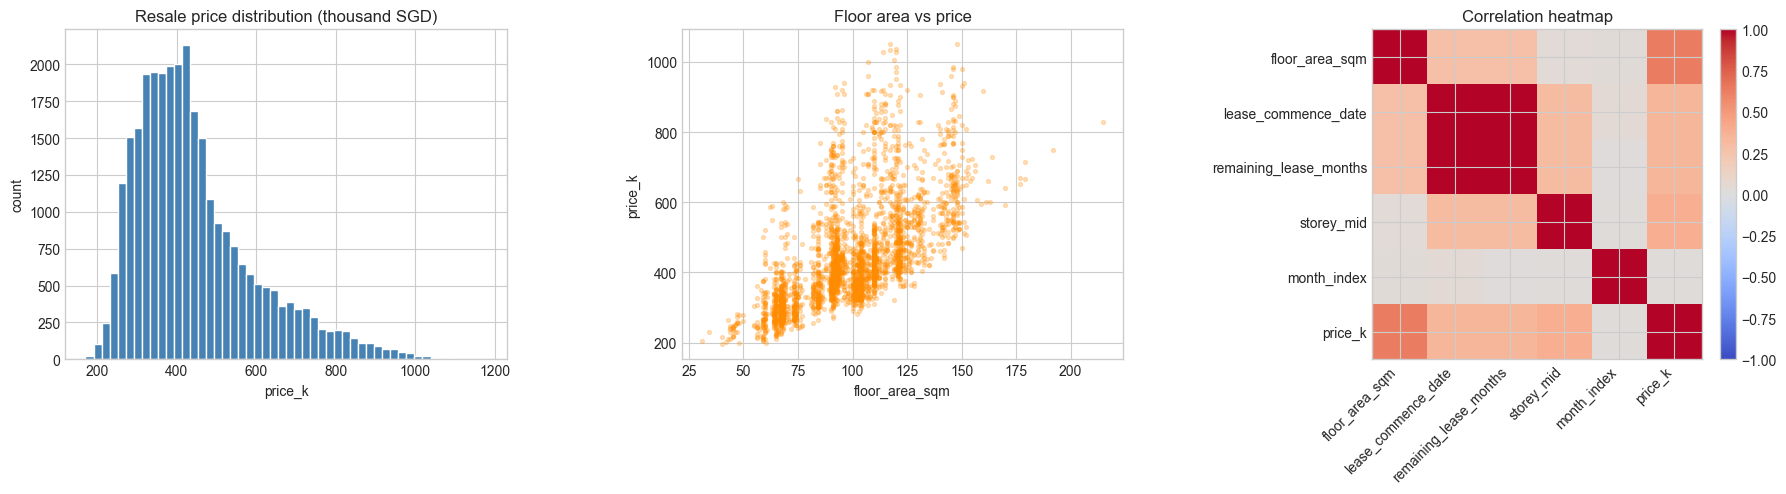 Resale price distribution (thousand SGD)
2000
1750
1500
1250
1000
750
500
250
0
count
200
400
600
800
1000
1200
price_k
Floor area vs price
1000
800
600
400
200
price_k
25
50
75
100
125
150
175
200
floor_area_sqm
Correlation heatmap
floor_area_sqm
lease_commence_date
remaining_lease_months
storey_mid
month_index
price_k
floor_area_sqm
lease_commence_date
remaining_lease_months
storey_mid
month_index
price_k
1.00
0.75
0.50
0.25
0.00
−0.25
−0.50
−0.75
−1.00